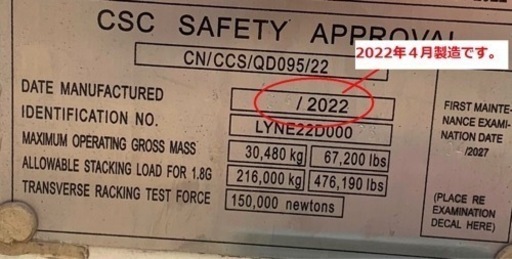 CSC SAFETY APPROVAL
2022年４月製造です。
CN/CCS/QD095/22
DATE MANUFACTURED / 2022
IDENTIFICATION NO. LYNE22D000
MAXIMUM OPERATING GROSS MASS 30,480 kg 67,200 lbs
ALLOWABLE STACKING LOAD FOR 1.8G 216,000 kg 476,190 lbs
TRANSVERSE RACKING TEST FORCE 150,000 newtons
FIRST MAINTE-
NANCE EXAMI-
NATION DATE
/2027
(PLACE RE
EXAMINATION
DECAL HERE)